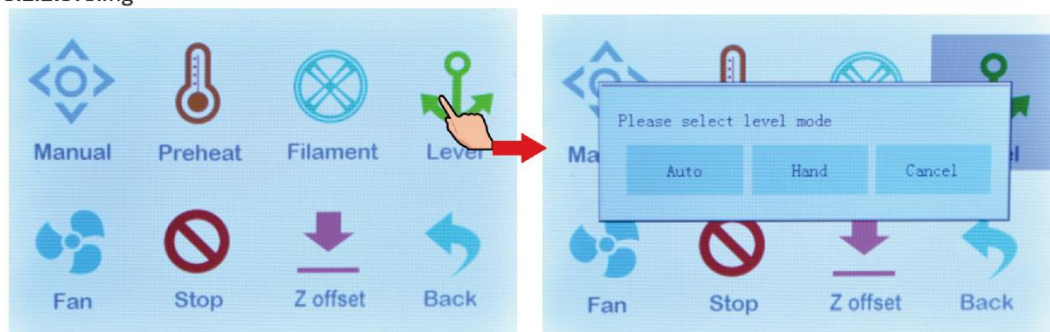 Manual Preheat Filament Level
Fan Stop Z offset Back
Please select level mode
Auto Hand Cancel
Fan Stop Z offset Back